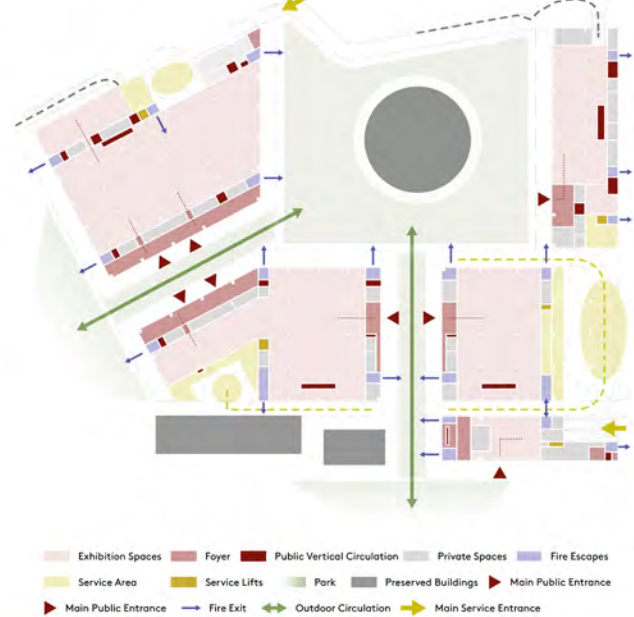 Exhibition Spaces Foyer Public Vertical Circulation Private Spaces Fire Escapes
Service Area Service Lifts Park Preserved Buildings Main Public Entrance
Main Public Entrance Fire Exit Outdoor Circulation Main Service Entrance